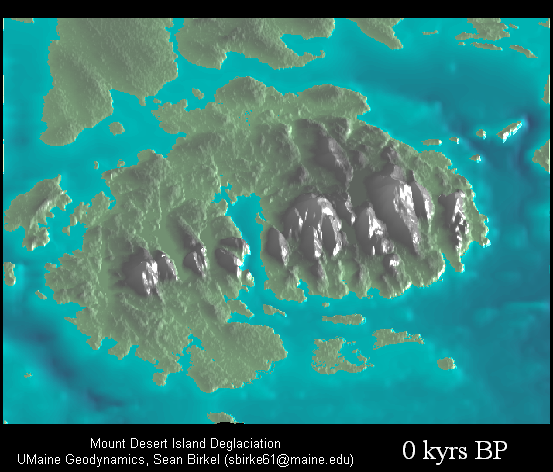 Mount Desert Island Deglaciation
UMaine Geodynamics, Sean Birkel (sbirke61@maine.edu)
0 kyrs BP